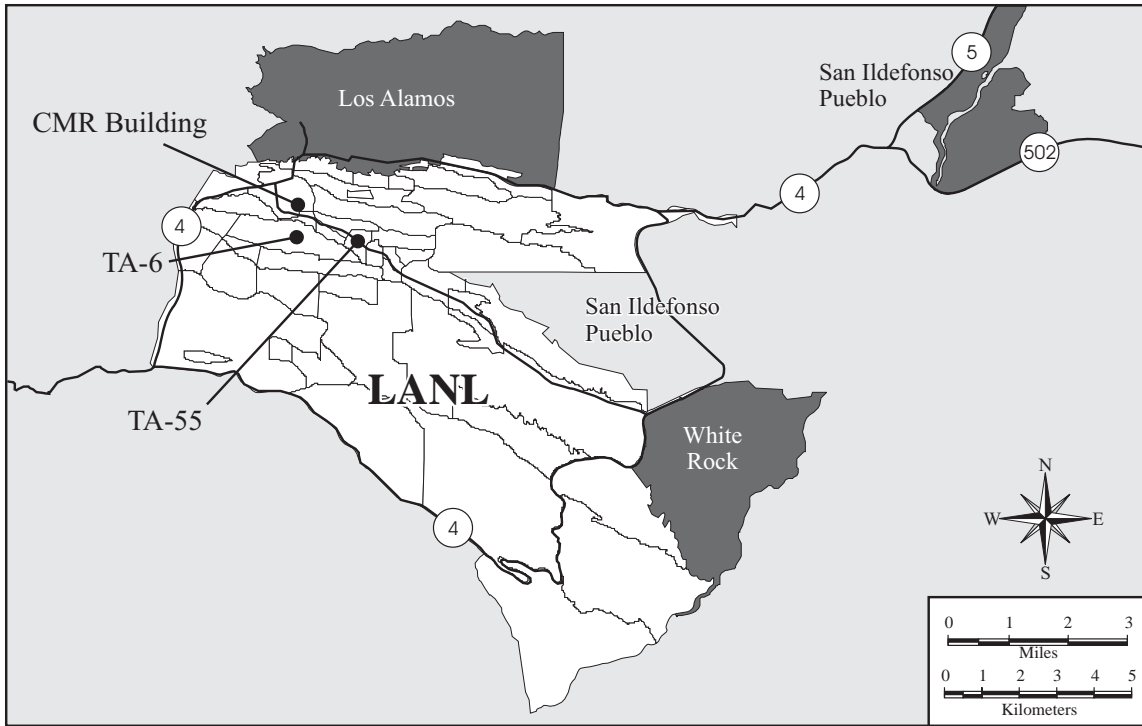 Los Alamos
San Ildefonso
Pueblo
5
502
4
CMR Building
4
TA-6
San Ildefonso
Pueblo
LANL
TA-55
White
Rock
4
N
W
E
S
0 1 2 3
Miles
0 1 2 3 4 5
Kilometers